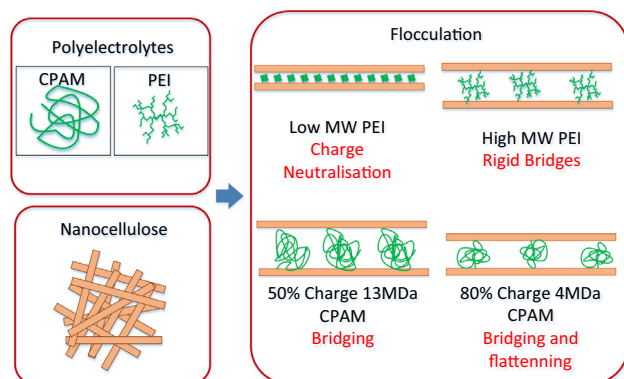 Polyelectrolytes
CPAM
PEI
Nanocellulose
Flocculation
Low MW PEI
Charge
Neutralisation
High MW PEI
Rigid Bridges
50% Charge 13MDa
CPAM
Bridging
80% Charge 4MDa
CPAM
Bridging and
flattenning